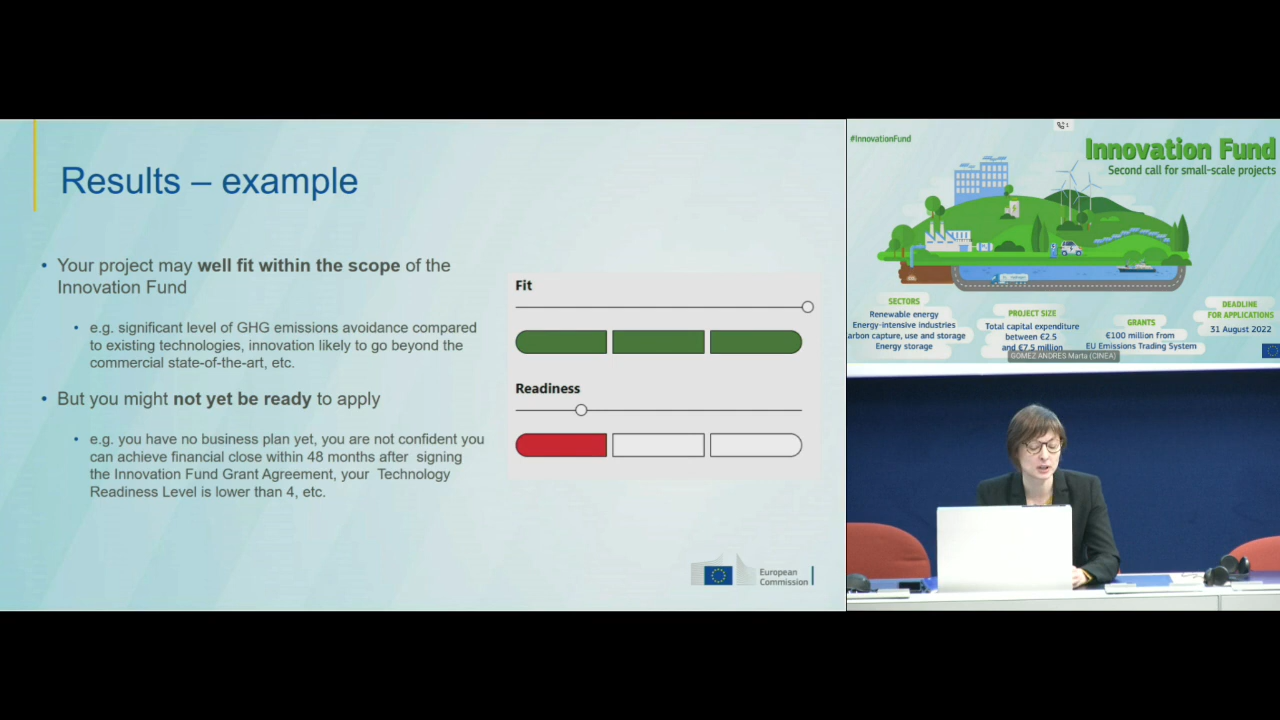 Results – example
• Your project may well fit within the scope of the
Innovation Fund
• e.g. significant level of GHG emissions avoidance compared
to existing technologies, innovation likely to go beyond the
commercial state-of-the-art, etc.
• But you might not yet be ready to apply
• e.g. you have no business plan yet, you are not confident you
can achieve financial close within 48 months after signing
the Innovation Fund Grant Agreement, your Technology
Readiness Level is lower than 4, etc.
Fit
Readiness
European
Commission
#InnovationFund
Innovation Fund
Second call for small-scale projects
SECTORS
Renewable energy
Energy-intensive industries
arbon capture, use and storage
Energy storage
PROJECT SIZE
Total capital expenditure
between €2.5
and €7.5 million
GOMEZ ANDRES Marta (CINEA)
GRANTS
€100 million from
EU Emissions Trading System
DEADLINE
FOR APPLICATIONS
31 August 2022